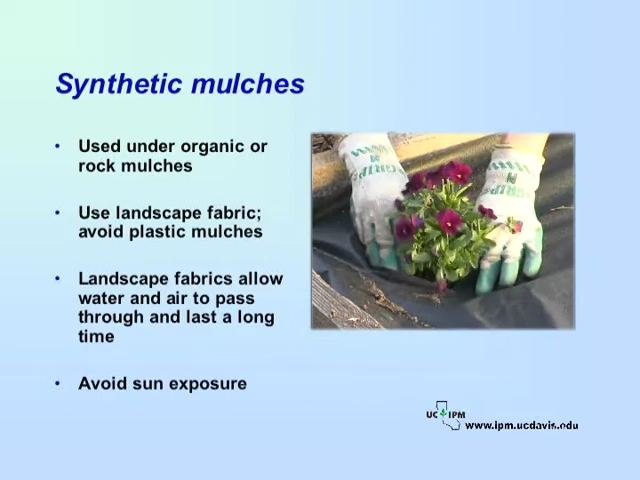 Synthetic mulches
• Used under organic or
rock mulches
• Use landscape fabric;
avoid plastic mulches
• Landscape fabrics allow
water and air to pass
through and last a long
time
• Avoid sun exposure
UC IPM
www.ipm.ucdavis.edu